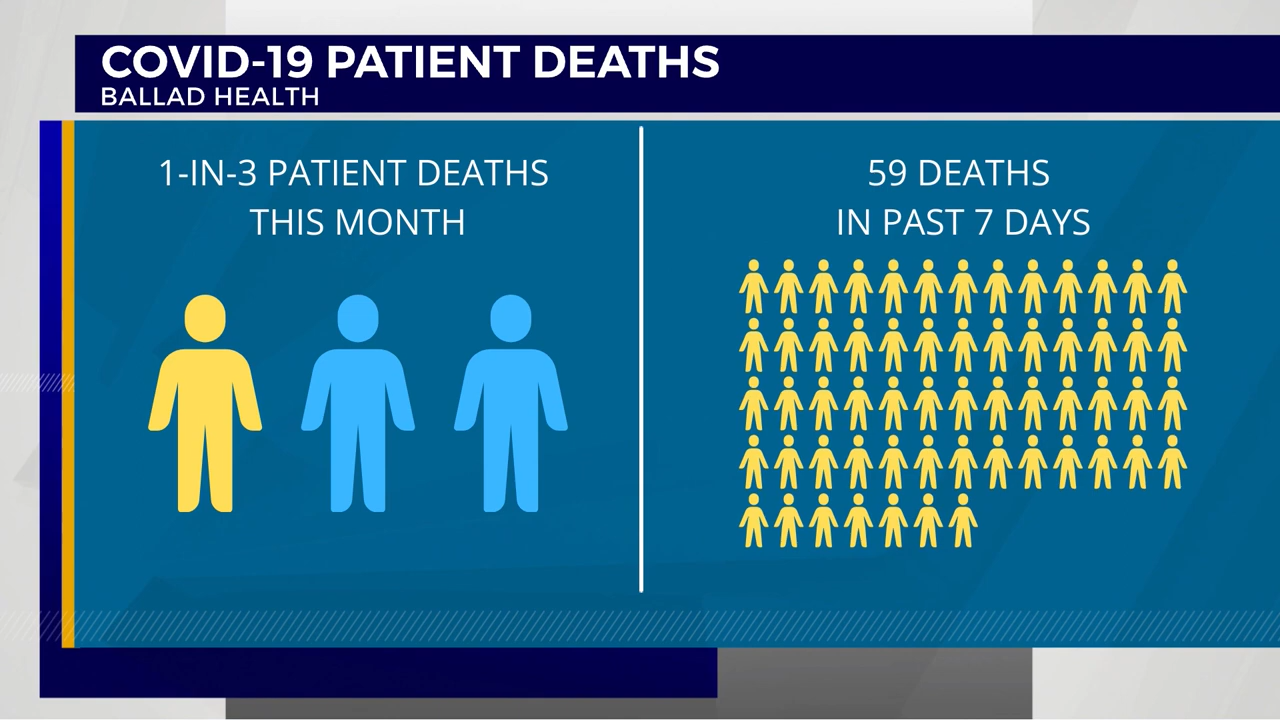 COVID-19 PATIENT DEATHS
BALLAD HEALTH
1-IN-3 PATIENT DEATHS
THIS MONTH
59 DEATHS
IN PAST 7 DAYS